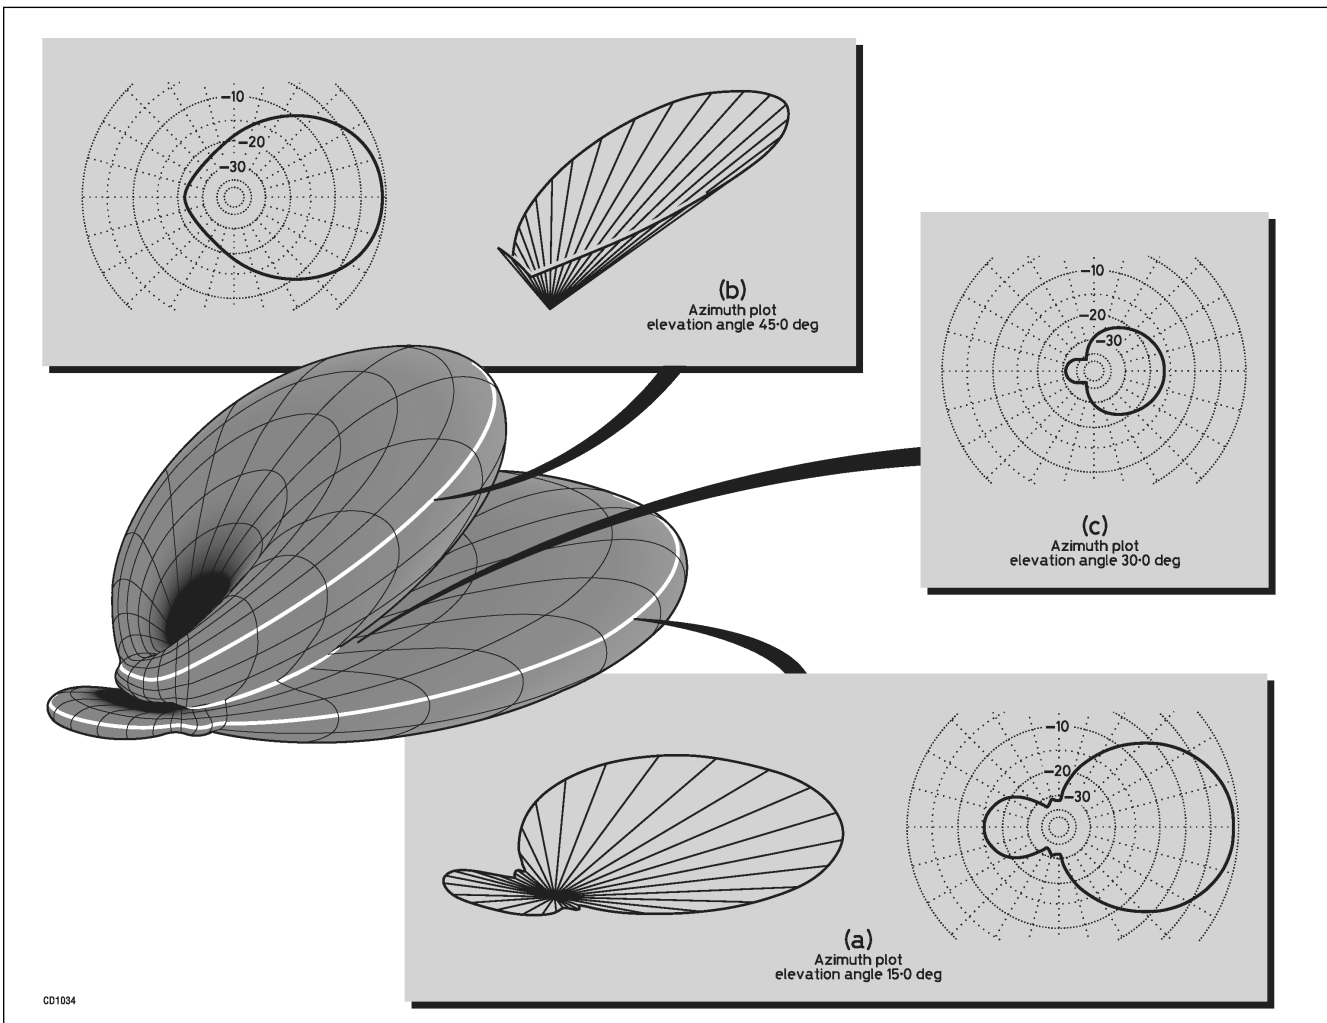 –10
–20
–30
(b)
Azimuth plot
elevation angle 45·0 deg
–10
–20
–30
(c)
Azimuth plot
elevation angle 30·0 deg
–10
–20
–30
(a)
Azimuth plot
elevation angle 15·0 deg
CD1034